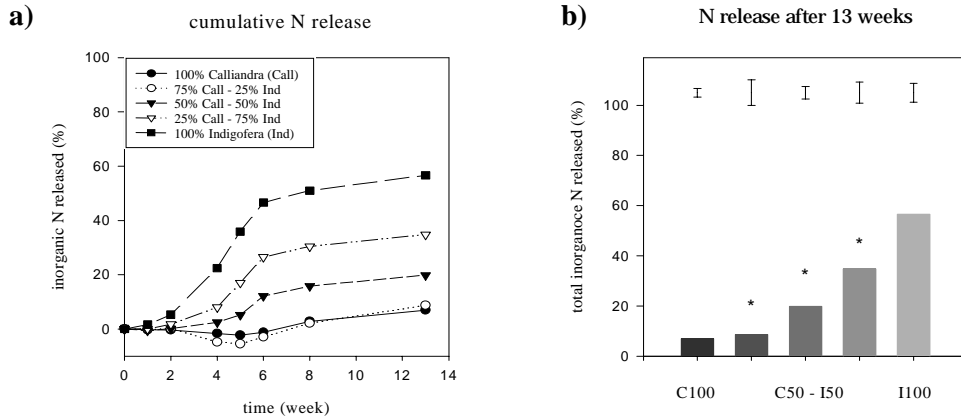 a)
cumulative N release
inorganic N released (%)
100
80
60
40
20
0
100% Calliandra (Call)
75% Call - 25% Ind
50% Call - 50% Ind
25% Call - 75% Ind
100% Indigofera (Ind)
0 2 4 6 8 10 12 14
time (week)
b)
N release after 13 weeks
total inorganoce N released (%)
100
80
60
40
20
0
* * *
C100 C50 - I50 I100